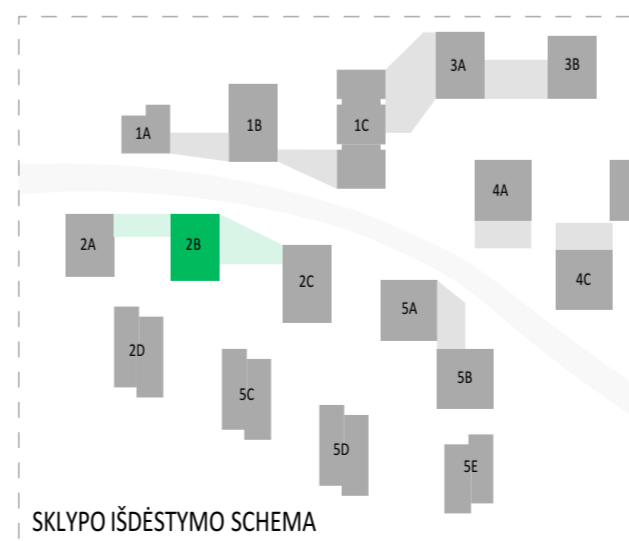 3A
3B
1A
1B
1C
4A
2A
2B
2C
4C
5A
2D
5B
5C
5D
5E
SKLYPO IŠDĖSTYMO SCHEMA